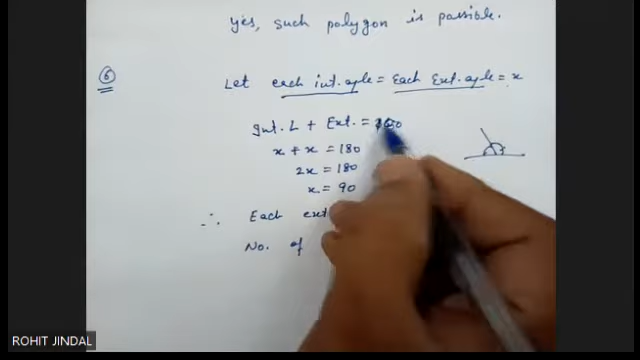 yes, such polygon is possible.
⑥ Let each int. angle = Each Ext. angle = x
Int. ∠ + Ext. = 180
x + x = 180
2x = 180
x = 90
∴ Each ext
No. of
ROHIT JINDAL